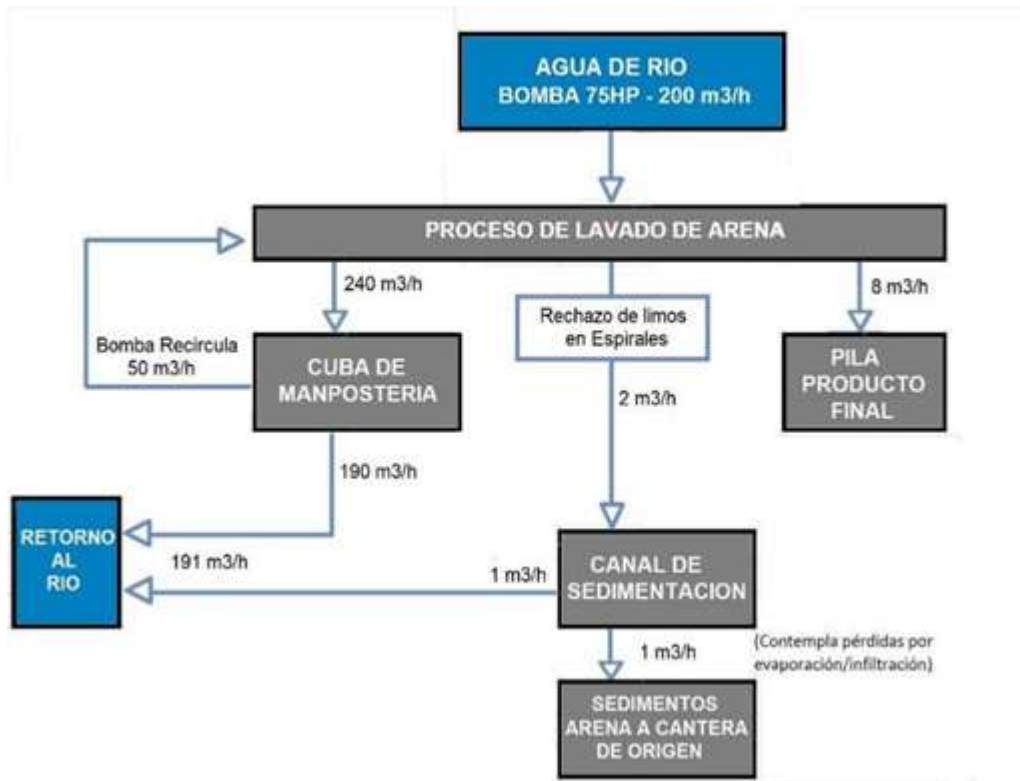 AGUA DE RIO
BOMBA 75HP - 200 m3/h
PROCESO DE LAVADO DE ARENA
240 m3/h
8 m3/h
Rechazo de limos
en Espirales
Bomba Recircula
50 m3/h
CUBA DE
MANPOSTERIA
PILA
PRODUCTO
FINAL
2 m3/h
190 m3/h
RETORNO
AL
RIO
191 m3/h
1 m3/h
CANAL DE
SEDIMENTACION
1 m3/h
(Contempla pérdidas por
evaporación/infiltración)
SEDIMENTOS
ARENA A CANTERA
DE ORIGEN